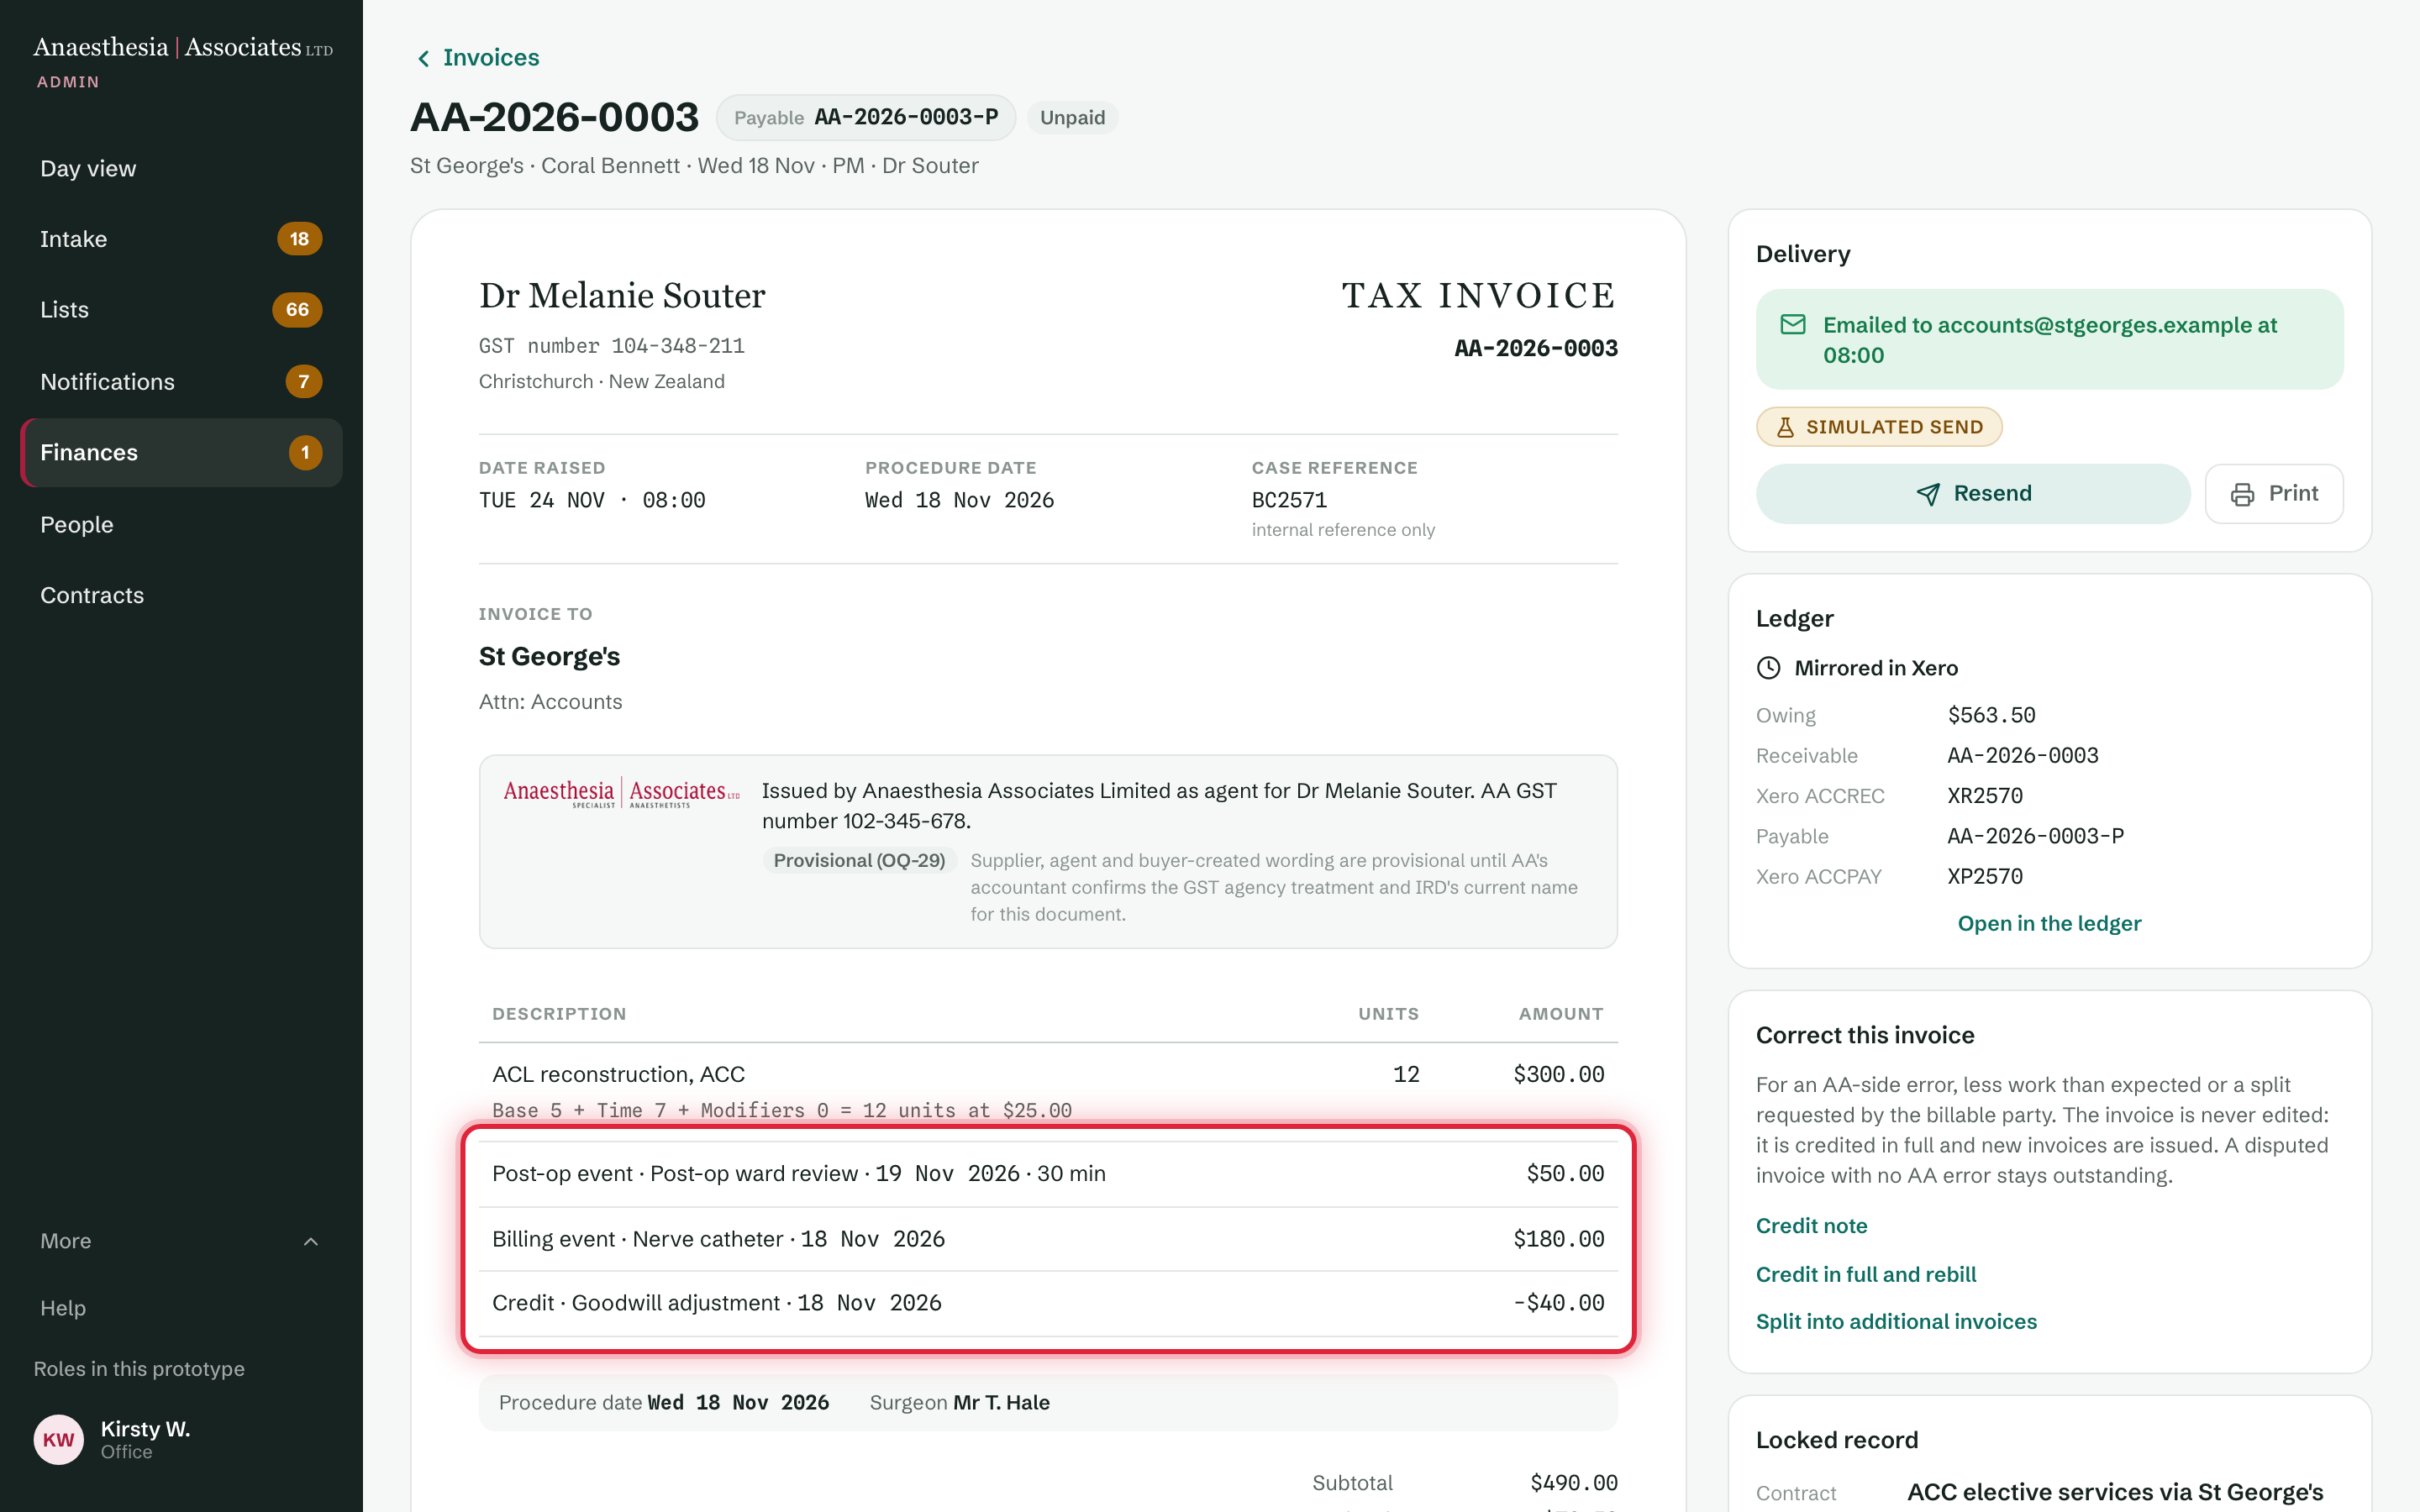 Anaesthesia | Associates LTD
ADMIN
Day view
Intake 18
Lists 66
Notifications 7
Finances 1
People
Contracts
More
Help
Roles in this prototype
KW
Kirsty W.
Office
Invoices
AA-2026-0003 Payable AA-2026-0003-P Unpaid
St George's · Coral Bennett · Wed 18 Nov · PM · Dr Souter
Dr Melanie Souter
GST number 104-348-211
Christchurch · New Zealand
TAX INVOICE
AA-2026-0003
DATE RAISED
TUE 24 NOV · 08:00
PROCEDURE DATE
Wed 18 Nov 2026
CASE REFERENCE
BC2571
internal reference only
INVOICE TO
St George's
Attn: Accounts
Anaesthesia | Associates LTD
SPECIALIST ANAESTHETISTS
Issued by Anaesthesia Associates Limited as agent for Dr Melanie Souter. AA GST
number 102-345-678.
Provisional (OQ-29)
Supplier, agent and buyer-created wording are provisional until AA's
accountant confirms the GST agency treatment and IRD's current name
for this document.
DESCRIPTION UNITS AMOUNT
ACL reconstruction, ACC 12 $300.00
Base 5 + Time 7 + Modifiers 0 = 12 units at $25.00
Post-op event · Post-op ward review · 19 Nov 2026 · 30 min $50.00
Billing event · Nerve catheter · 18 Nov 2026 $180.00
Credit · Goodwill adjustment · 18 Nov 2026 -$40.00
Procedure date Wed 18 Nov 2026 Surgeon Mr T. Hale
Subtotal $490.00
Delivery
Emailed to accounts@stgeorges.example at
08:00
SIMULATED SEND
Resend
Print
Ledger
Mirrored in Xero
Owing $563.50
Receivable AA-2026-0003
Xero ACCREC XR2570
Payable AA-2026-0003-P
Xero ACCPAY XP2570
Open in the ledger
Correct this invoice
For an AA-side error, less work than expected or a split
requested by the billable party. The invoice is never edited:
it is credited in full and new invoices are issued. A disputed
invoice with no AA error stays outstanding.
Credit note
Credit in full and rebill
Split into additional invoices
Locked record
Contract ACC elective services via St George's